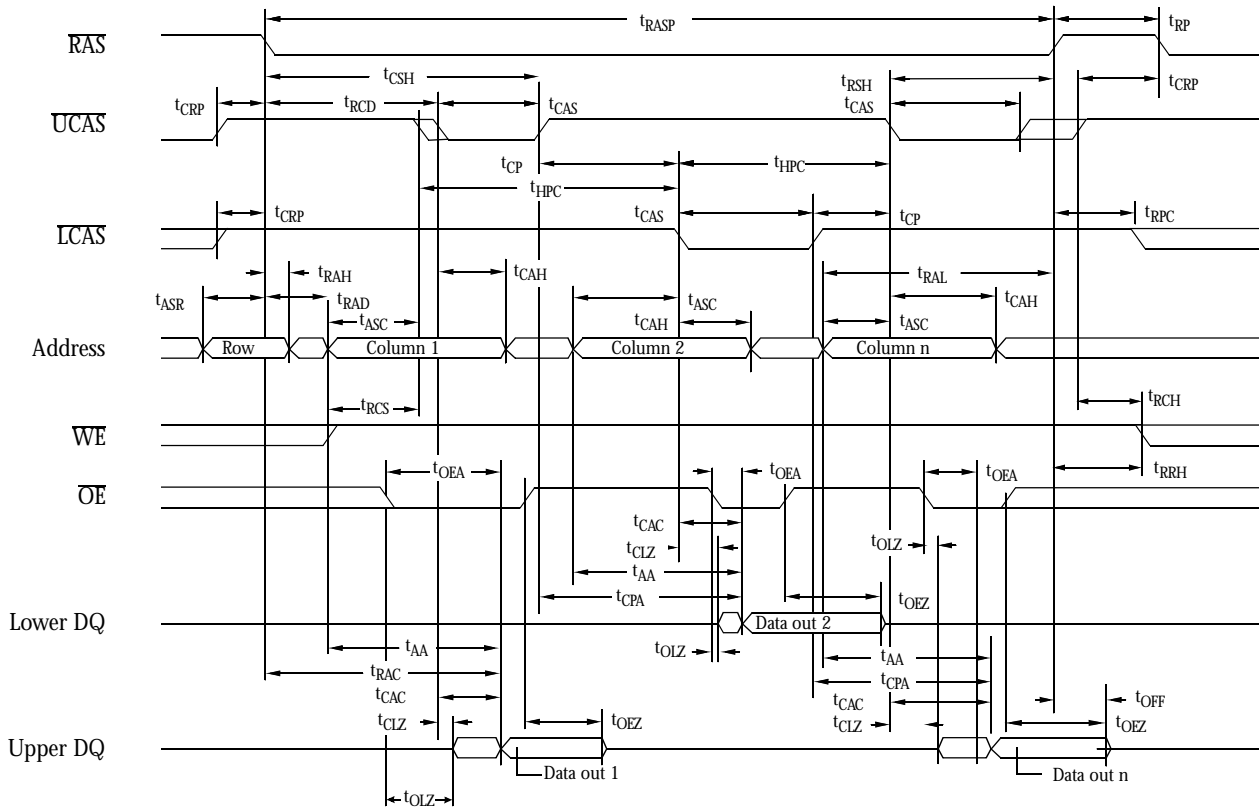 tRASP tRP
RAS
tCSH tRSH
tCRP tRCD tCAS tCAS tCRP
UCAS
tCP tHPC
tHPC
tCRP tCAS tCP tRPC
LCAS
tRAH tCAH tRAL
tASR tRAD tASC tCAH
tASC tCAH tASC
Address Row Column 1 Column 2 Column n
tRCS tRCH
WE
tOEA tOEA tOEA tRRH
OE
tCAC
tCLZ tOLZ
tAA
tCPA tOEZ
Lower DQ Data out 2
tAA tOLZ tAA
tRAC tCPA
tCAC tCAC tOFF
tCLZ tOEZ tCLZ tOEZ
Upper DQ
Data out 1 Data out n
tOLZ